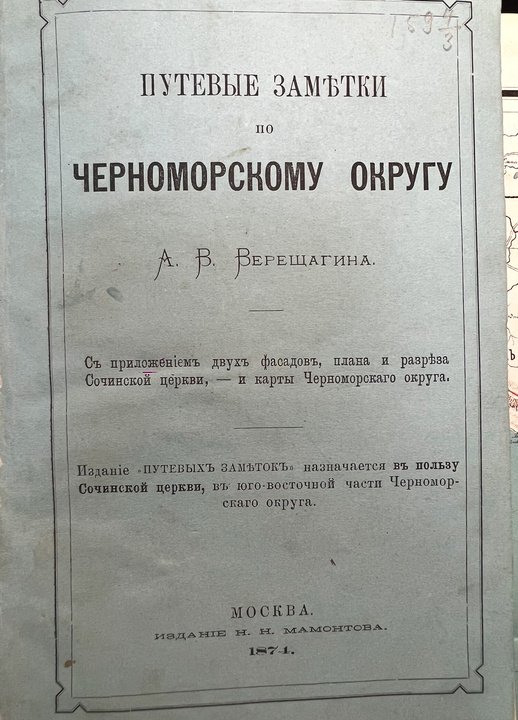 ПУТЕВЫЕ ЗАМѢТКИ
ПО
ЧЕРНОМОРСКОМУ ОКРУГУ
А. В. ВЕРЕЩАГИНА.
Съ приложеніемъ двухъ фасадовъ, плана и разрѣза
Сочинской церкви, — и карты Черноморскаго округа.
Изданіе «ПУТЕВЫХЪ ЗАМѢТОКЪ» назначается въ пользу
Сочинской церкви, въ юго-восточной части Черномор-
скаго округа.
МОСКВА.
ИЗДАНІЕ Н. Н. МАМОНТОВА.
1874.